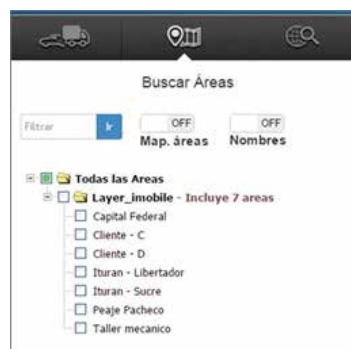 Buscar Áreas
Filtrar Ir OFF OFF
Map. áreas Nombres
Todas las Areas
Layer_imobile - Incluye 7 areas
Capital Federal
Cliente - C
Cliente - D
Ituran - Libertador
Ituran - Sucre
Peaje Pacheco
Taller mecanico